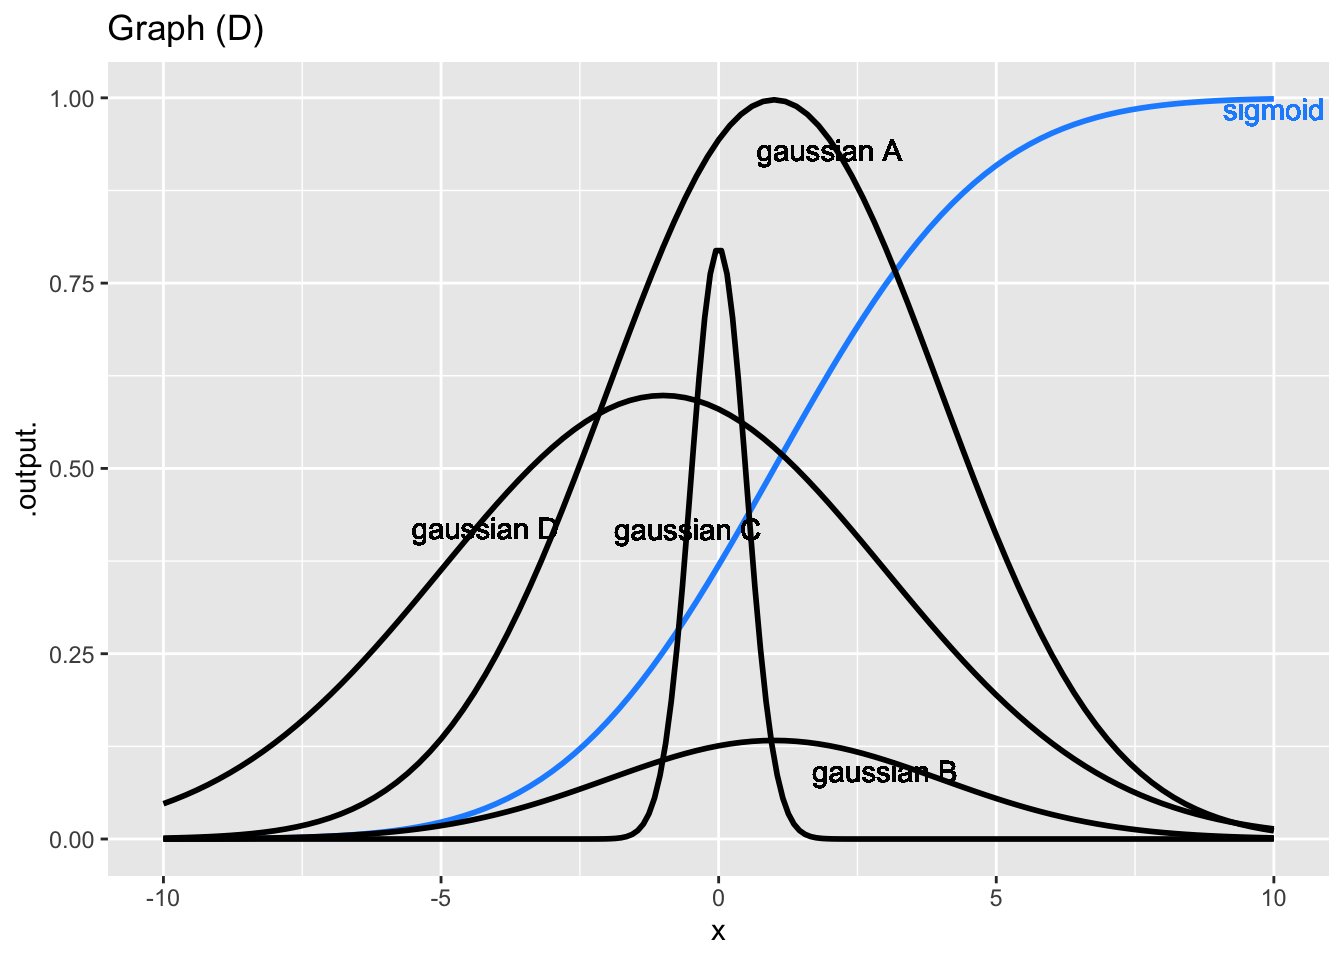 Graph (D)
1.00
0.75
0.50
0.25
0.00
.output.
sigmoid
gaussian A
gaussian D
gaussian C
gaussian B
-10
-5
0
5
10
x